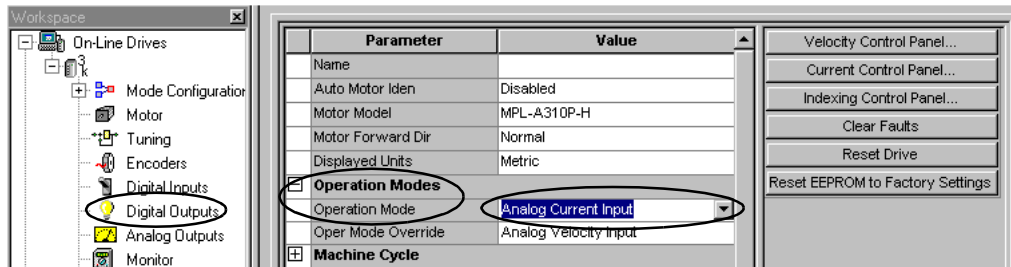 Workspace
On-Line Drives
3
k
Mode Configuration
Motor
Tuning
Encoders
Digital Inputs
Digital Outputs
Analog Outputs
Monitor
Parameter Value
Name
Auto Motor Iden Disabled
Motor Model MPL-A310P-H
Motor Forward Dir Normal
Displayed Units Metric
Operation Modes
Operation Mode Analog Current Input
Oper Mode Override Analog Velocity Input
Machine Cycle
Velocity Control Panel...
Current Control Panel...
Indexing Control Panel...
Clear Faults
Reset Drive
Reset EEPROM to Factory Settings